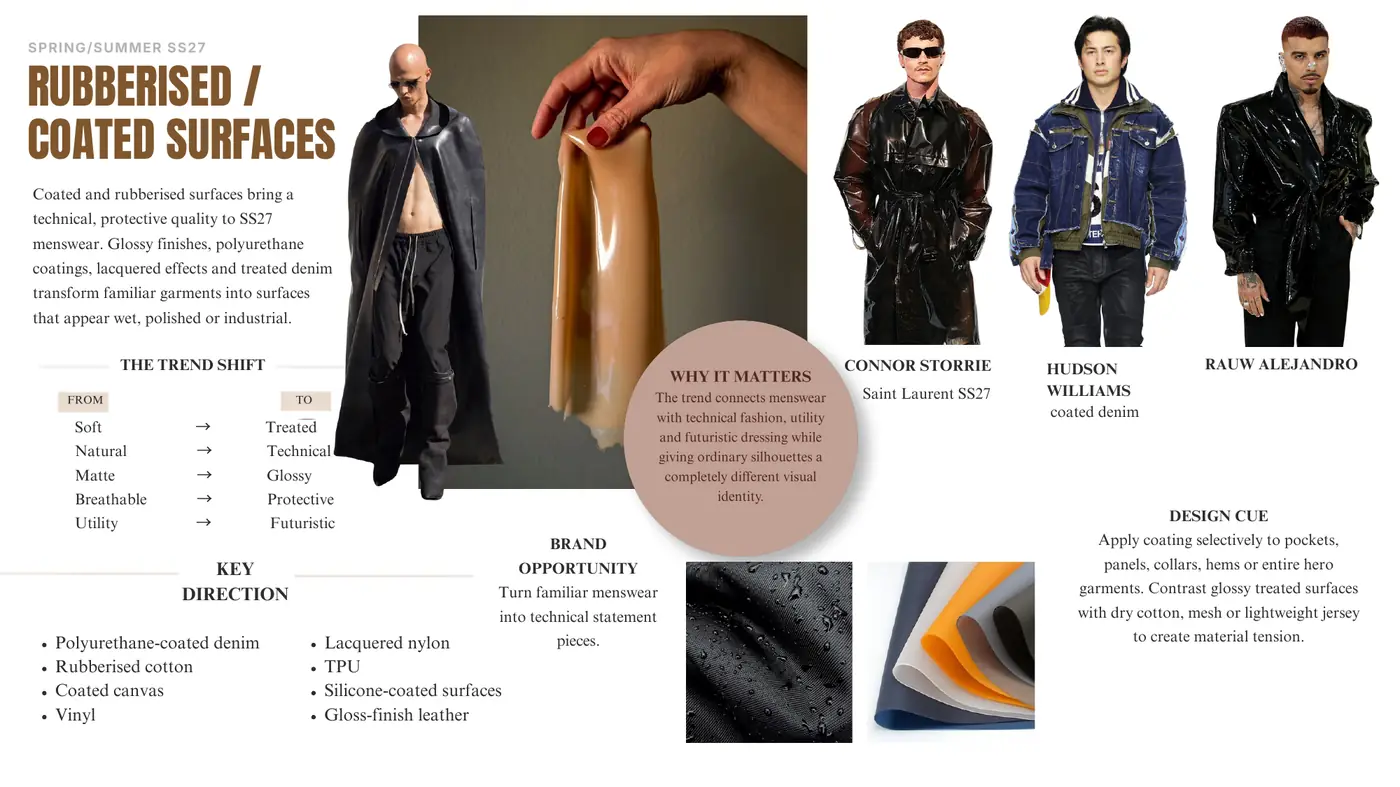 SPRING/SUMMER SS27
RUBBERISED /
COATED SURFACES
Coated and rubberised surfaces bring a
technical, protective quality to SS27
menswear. Glossy finishes, polyurethane
coatings, lacquered effects and treated denim
transform familiar garments into surfaces
that appear wet, polished or industrial.
THE TREND SHIFT
FROM TO
Soft → Treated
Natural → Technical
Matte → Glossy
Breathable → Protective
Utility → Futuristic
KEY
DIRECTION
• Polyurethane-coated denim
• Rubberised cotton
• Coated canvas
• Vinyl
• Lacquered nylon
• TPU
• Silicone-coated surfaces
• Gloss-finish leather
BRAND
OPPORTUNITY
Turn familiar menswear
into technical statement
pieces.
WHY IT MATTERS
The trend connects menswear
with technical fashion, utility
and futuristic dressing while
giving ordinary silhouettes a
completely different visual
identity.
CONNOR STORRIE
Saint Laurent SS27
HUDSON
WILLIAMS
coated denim
RAUW ALEJANDRO
DESIGN CUE
Apply coating selectively to pockets,
panels, collars, hems or entire hero
garments. Contrast glossy treated surfaces
with dry cotton, mesh or lightweight jersey
to create material tension.